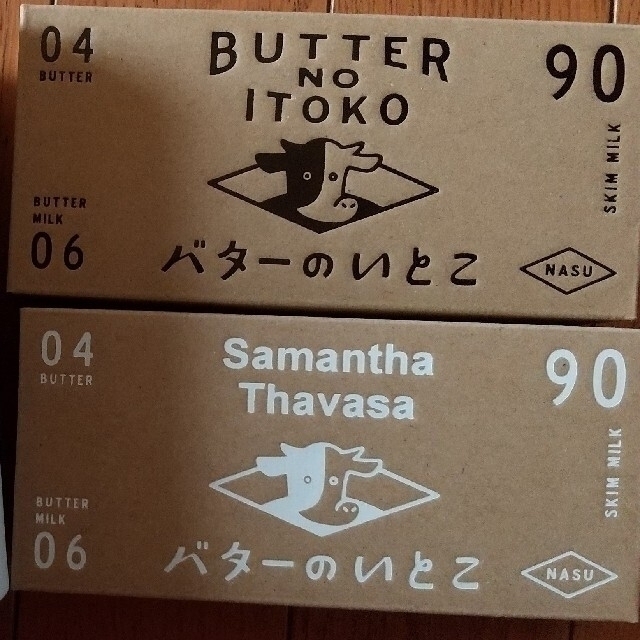 04
BUTTER
BUTTER
NO
ITOKO
90
SKIM MILK
BUTTER
MILK
06
バターのいとこ
NASU
04
BUTTER
Samantha
Thavasa
90
SKIM MILK
BUTTER
MILK
06
バターのいとこ
NASU